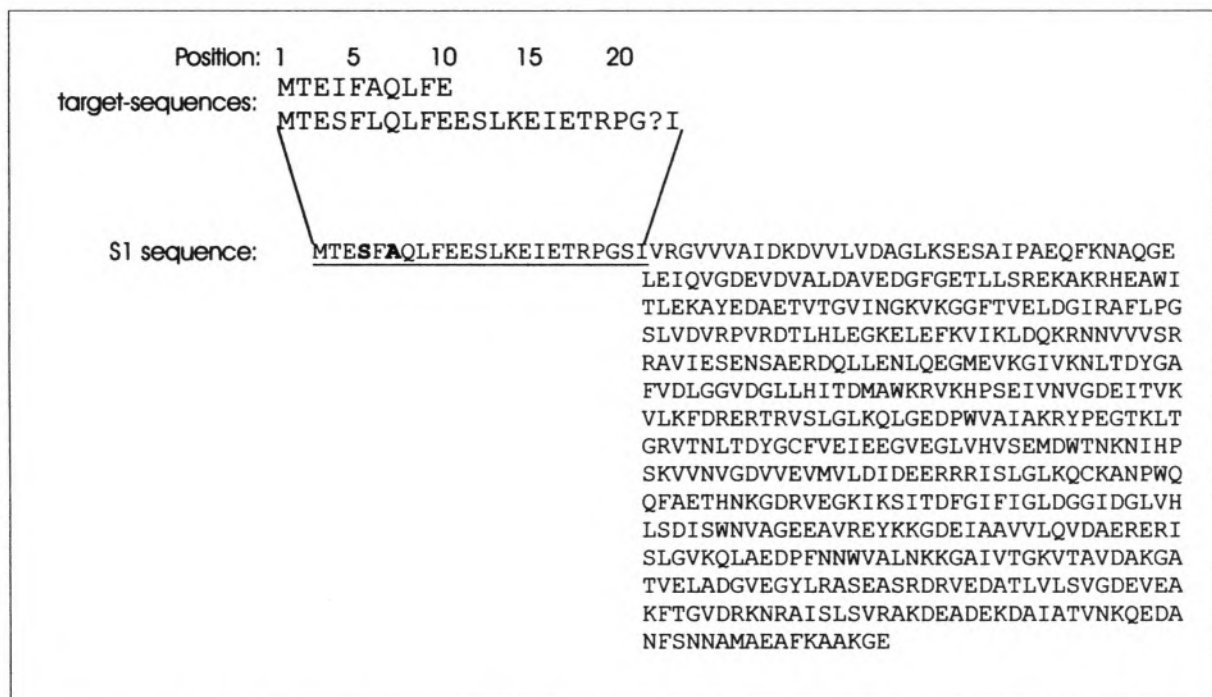 Position: 1 5 10 15 20
MTEIFAQLFE
target-sequences:
MTESFLQLFEESLKEIETRPG?I
S1 sequence: MTESFAQLFEESLKEIETRPGSIVRGVVVAIDKDVVLVDAGLKSESAIPAEQFKNAQGE
LEIQVGDEVDVALDAVEDGFGETLLSREKAKRHEAWI
TLEKAYEDAETVTGVINGKVKGGFTVELDGIRAFLPG
SLVDVRPVRDTLHLEGKELEFKVIKLDQKRNNVVVSR
RAVIESENSAERDQLLENLQEGMEVKGIVKNLTDYGA
FVDLGGVDGLLHITDMAWKRVKHPSEIVNVGDEITVK
VLKFDRERTRVSLGLKQLGEDPWVAIAKRYPEGTKLT
GRVTNLTDYGCFVEIEEGVEGLVHVSEMDWTNKNIHP
SKVVNVGDVVEVMVLDIDEERRRISLGLKQCKANPWQ
QFAETHNKGDRVEGKIKSITDFGIFIGLDGGIDGLVH
LSDISWNVAGEEAVREYKKGDEIAAVVLQVDAERERI
SLGVKQLAEDPFNNWVALNKKGAIVTGKVTAVDAKGA
TVELADGVEGYLRASEASRDRVEDATLVLSVGDEVEA
KFTGVDRKNRAISLSVRAKDEADEKDAIATVNKQEDA
NFSNNAMAEAFKAAKGE